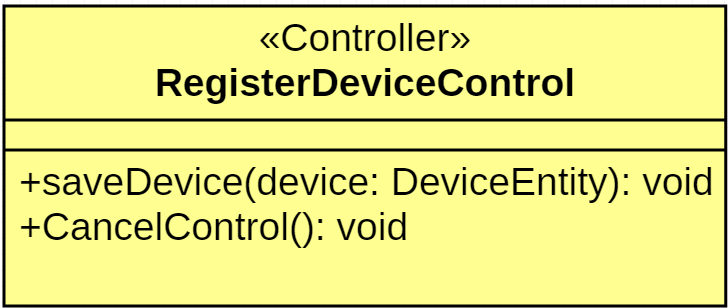 «Controller»
RegisterDeviceControl
+saveDevice(device: DeviceEntity): void
+CancelControl(): void